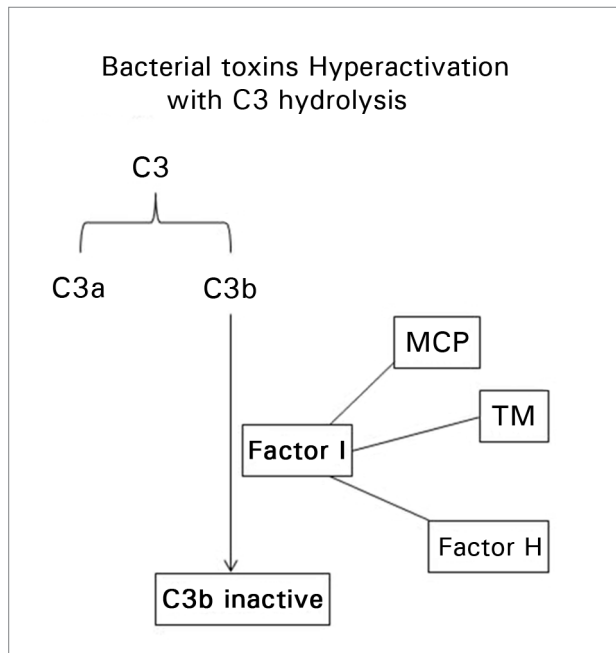 Bacterial toxins Hyperactivation
with C3 hydrolysis
C3
C3a
C3b
MCP
TM
Factor I
Factor H
C3b inactive